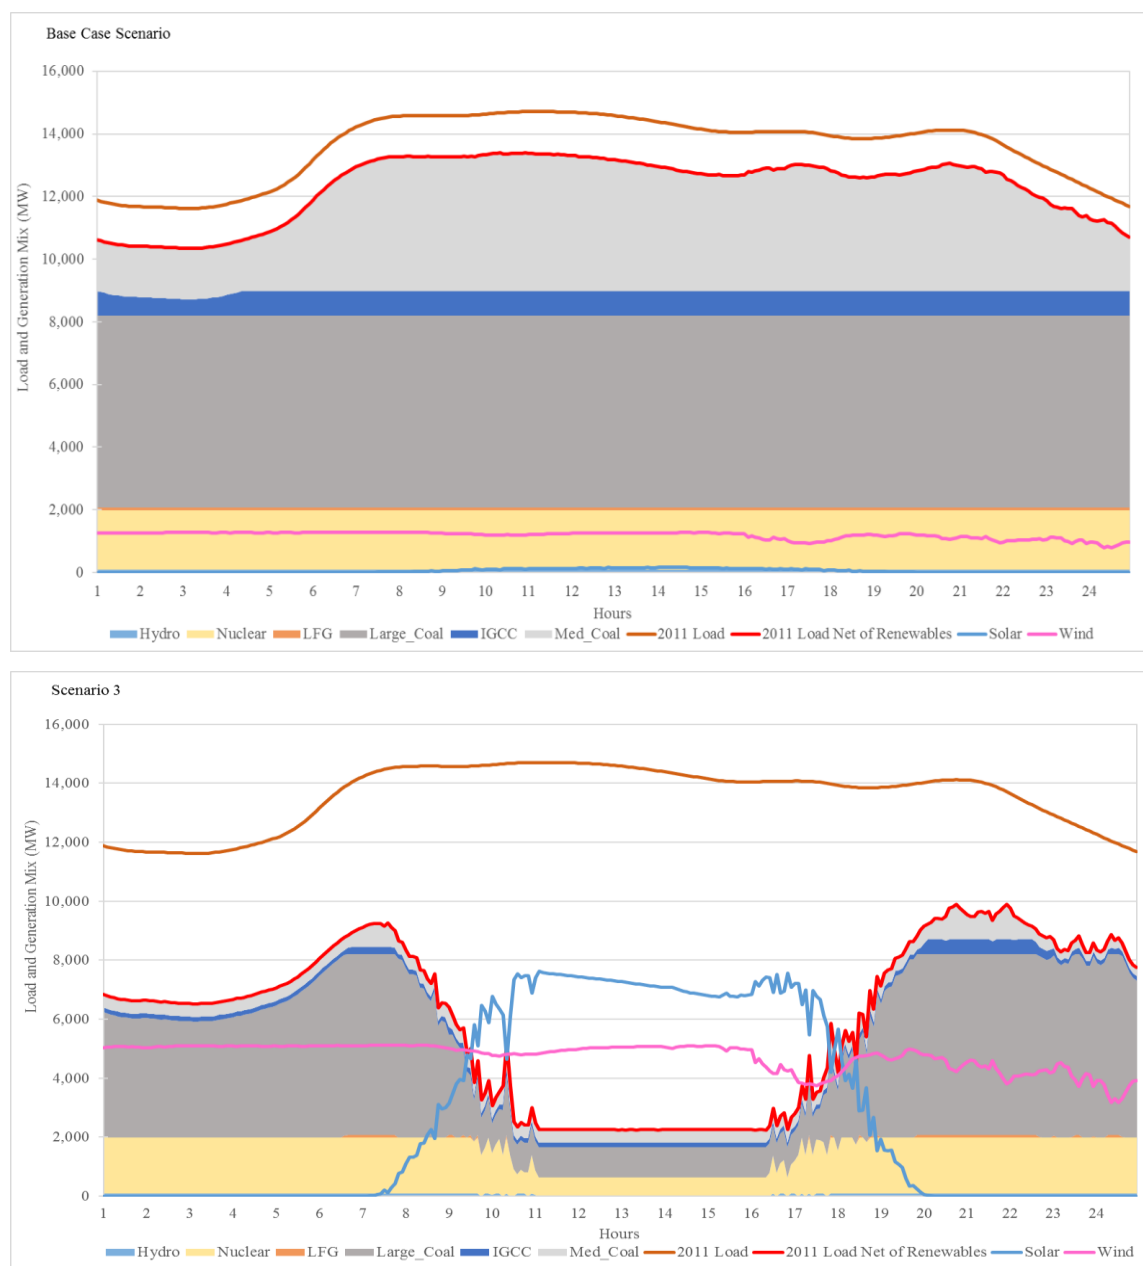 Base Case Scenario
16,000
14,000
12,000
10,000
8,000
6,000
4,000
2,000
0
Load and Generation Mix (MW)
1 2 3 4 5 6 7 8 9 10 11 12 13 14 15 16 17 18 19 20 21 22 23 24
Hours
Hydro Nuclear LFG Large_Coal IGCC Med_Coal 2011 Load 2011 Load Net of Renewables Solar Wind
Scenario 3
16,000
14,000
12,000
10,000
8,000
6,000
4,000
2,000
0
Load and Generation Mix (MW)
1 2 3 4 5 6 7 8 9 10 11 12 13 14 15 16 17 18 19 20 21 22 23 24
Hours
Hydro Nuclear LFG Large_Coal IGCC Med_Coal 2011 Load 2011 Load Net of Renewables Solar Wind